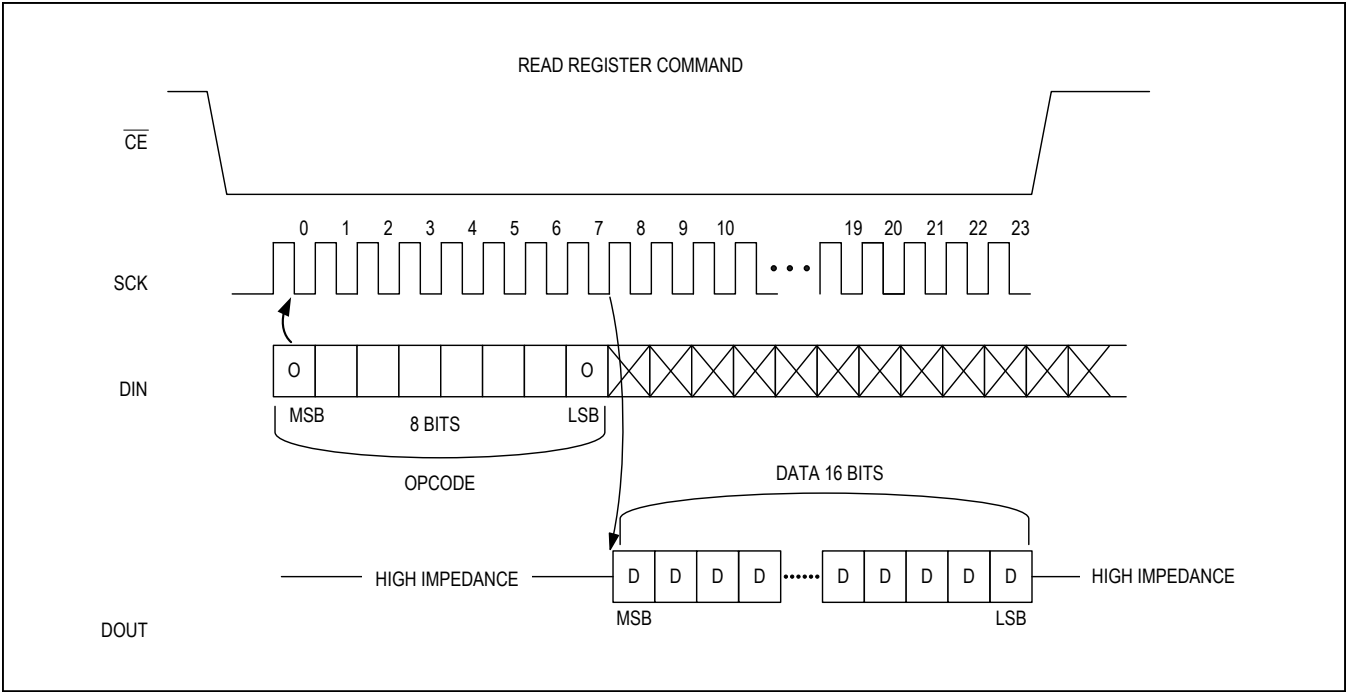 READ REGISTER COMMAND
CE
0 1 2 3 4 5 6 7 8 9 10 19 20 21 22 23
SCK
O O
DIN
MSB 8 BITS LSB
OPCODE
DATA 16 BITS
HIGH IMPEDANCE D D D D D D D D D HIGH IMPEDANCE
MSB LSB
DOUT